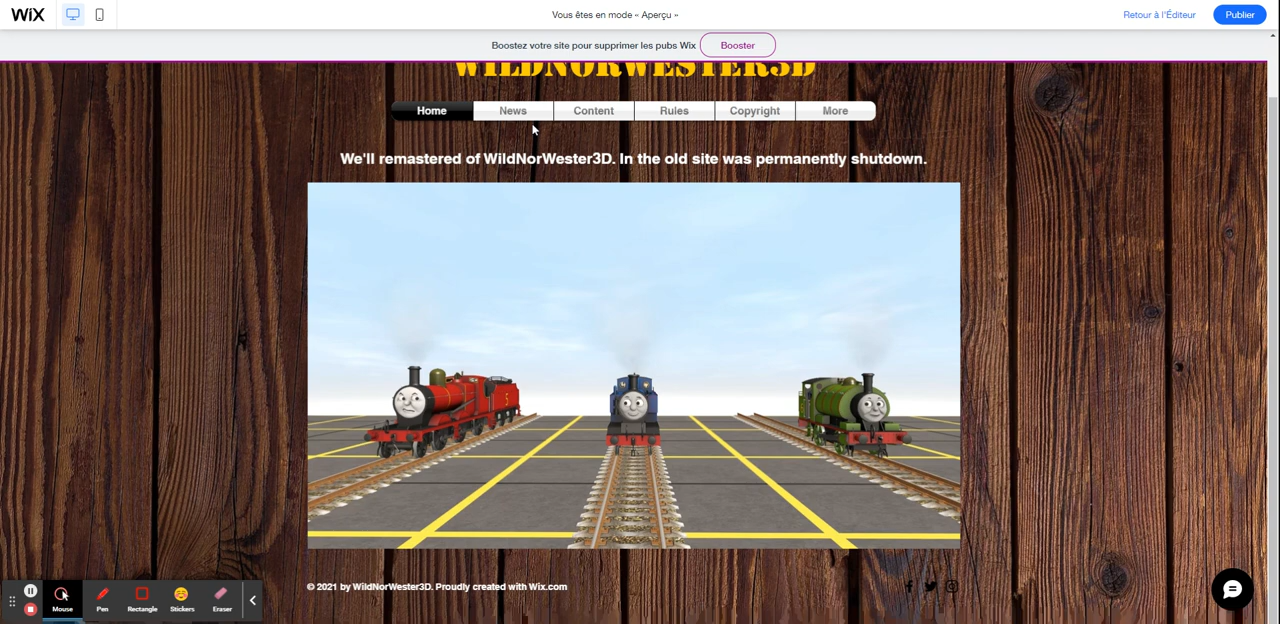 WiX
Vous êtes en mode « Aperçu »
Retour à l'Éditeur
Publier
Boostez votre site pour supprimer les pubs Wix
Booster
WILDNORWESTER3D
Home
News
Content
Rules
Copyright
More
We'll remastered of WildNorWester3D. In the old site was permanently shutdown.
5
© 2021 by WildNorWester3D. Proudly created with Wix.com
Mouse
Pen
Rectangle
Stickers
Eraser